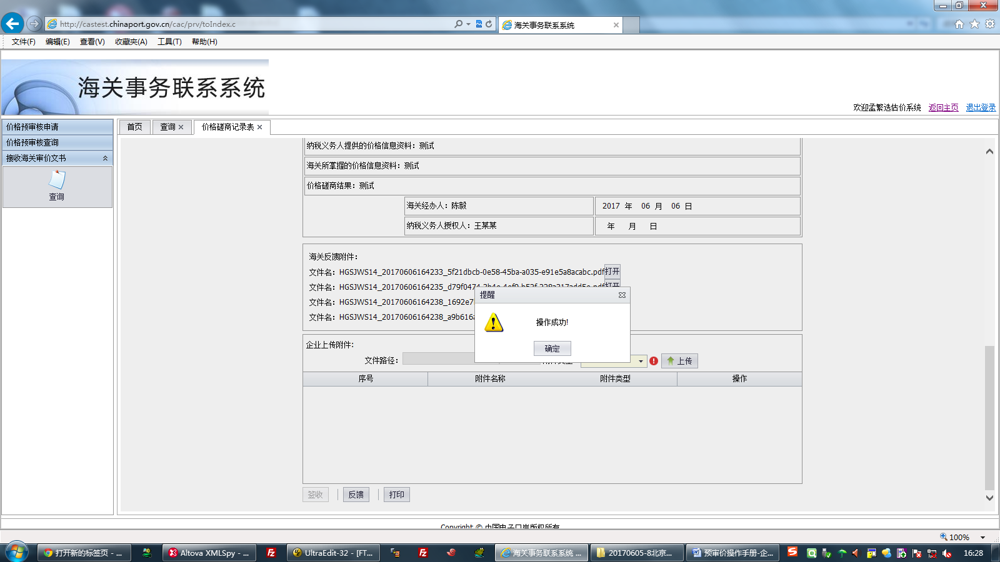 http://castest.chinaport.gov.cn/cac/prv/toIndex.c
海关事务联系系统
文件(F) 编辑(E) 查看(V) 收藏夹(A) 工具(T) 帮助(H)
海关事务联系系统
欢迎孟繁选估价系统 返回主页 退出登录
价格预审核申请
价格预审核查询
接收海关审价文书
查询
首页 查询 价格磋商记录表
纳税义务人提供的价格信息资料：测试
海关所掌握的价格信息资料：测试
价格磋商结果：测试
海关经办人：陈毅 2017 年 06 月 06 日
纳税义务人授权人：王某某 年 月 日
海关反馈附件：
文件名：HGSJWS14_20170606164233_5f21dbcb-0e58-45ba-a035-e91e5a8acabc.pdf 打开
文件名：HGSJWS14_20170606164235_d79f0474
文件名：HGSJWS14_20170606164238_1692e7
文件名：HGSJWS14_20170606164238_a9b616
提醒
操作成功!
确定
企业上传附件：
文件路径： 上传
序号 附件名称 附件类型 操作
签收 反馈 打印
Copyright © 中国电子口岸版权所有
100%
打开新的标签页 - ...
Altova XMLSpy - ...
UltraEdit-32 - [FT...
海关事务联系系统 ...
20170605-8北京...
预审价操作手册-企...
16:28